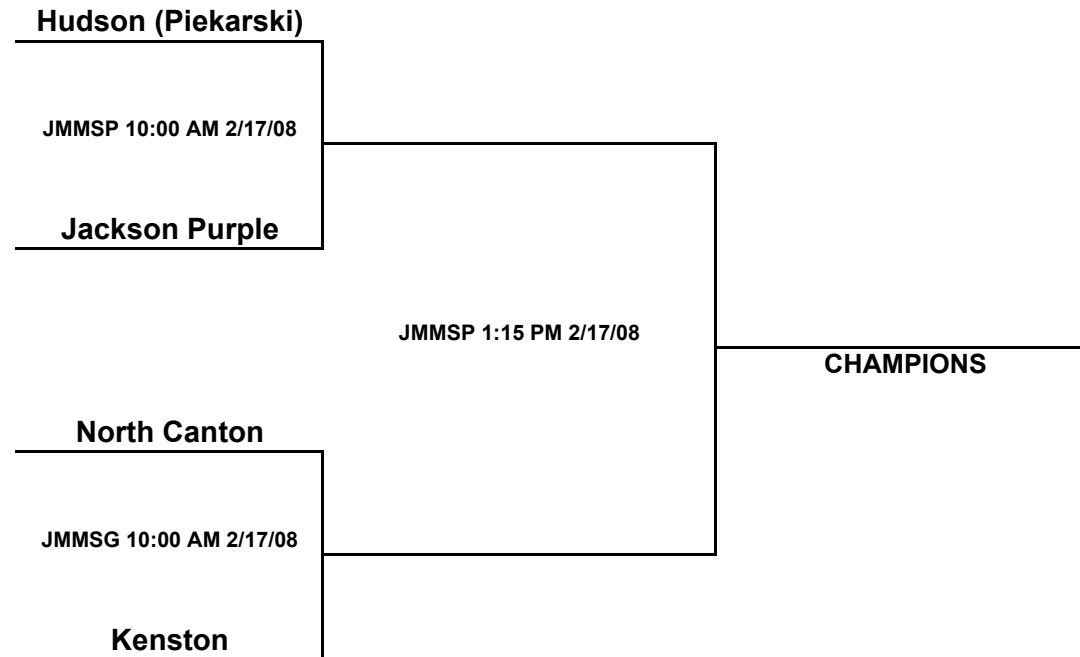 Hudson (Piekarski)
JMMSP 10:00 AM 2/17/08
Jackson Purple
JMMSP 1:15 PM 2/17/08
CHAMPIONS
North Canton
JMMSG 10:00 AM 2/17/08
Kenston